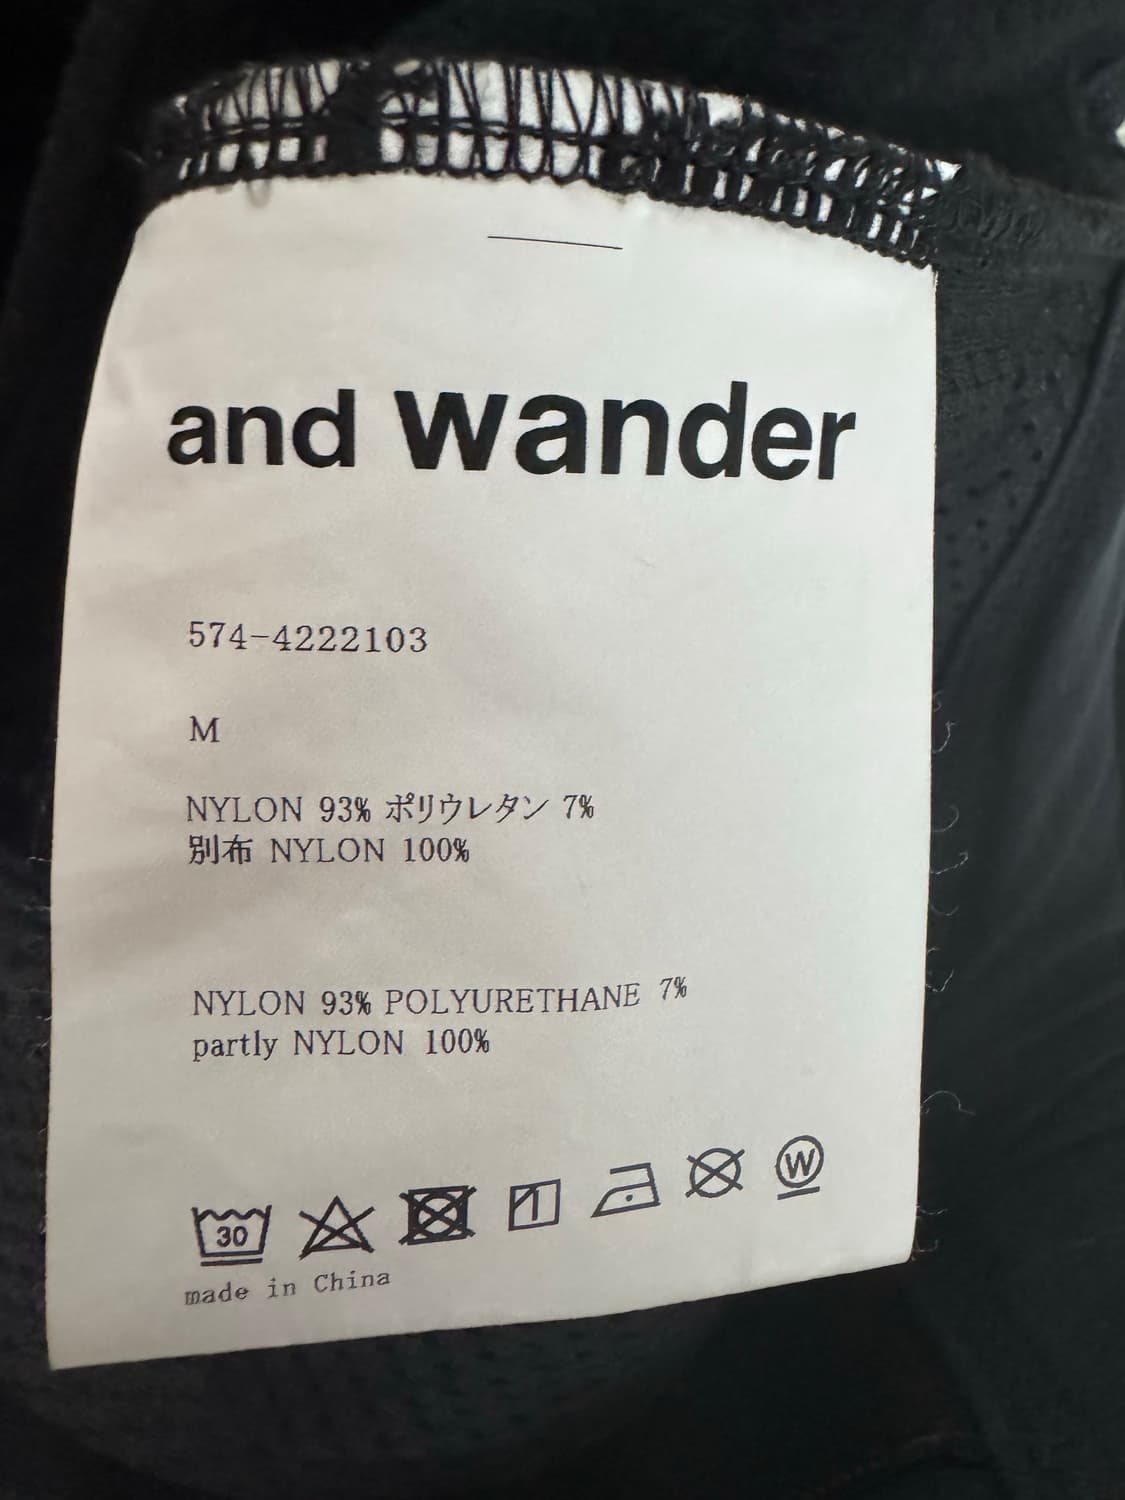 and wander
574-4222103
M
NYLON 93% ポリウレタン 7%
別布 NYLON 100%
NYLON 93% POLYURETHANE 7%
partly NYLON 100%
30
W
made in China